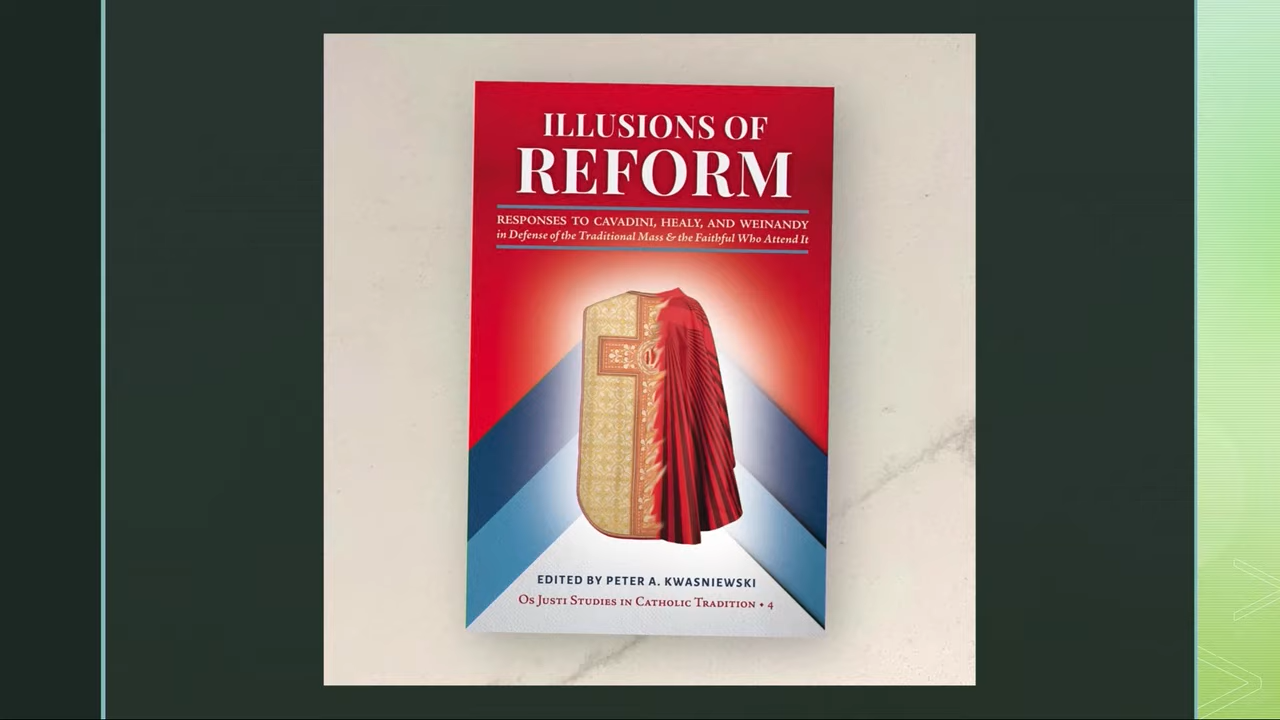 ILLUSIONS OF
REFORM
RESPONSES TO CAVADINI, HEALY, AND WEINANDY
in Defense of the Traditional Mass & the Faithful Who Attend It
EDITED BY PETER A. KWASNIEWSKI
OS JUSTI STUDIES IN CATHOLIC TRADITION • 4